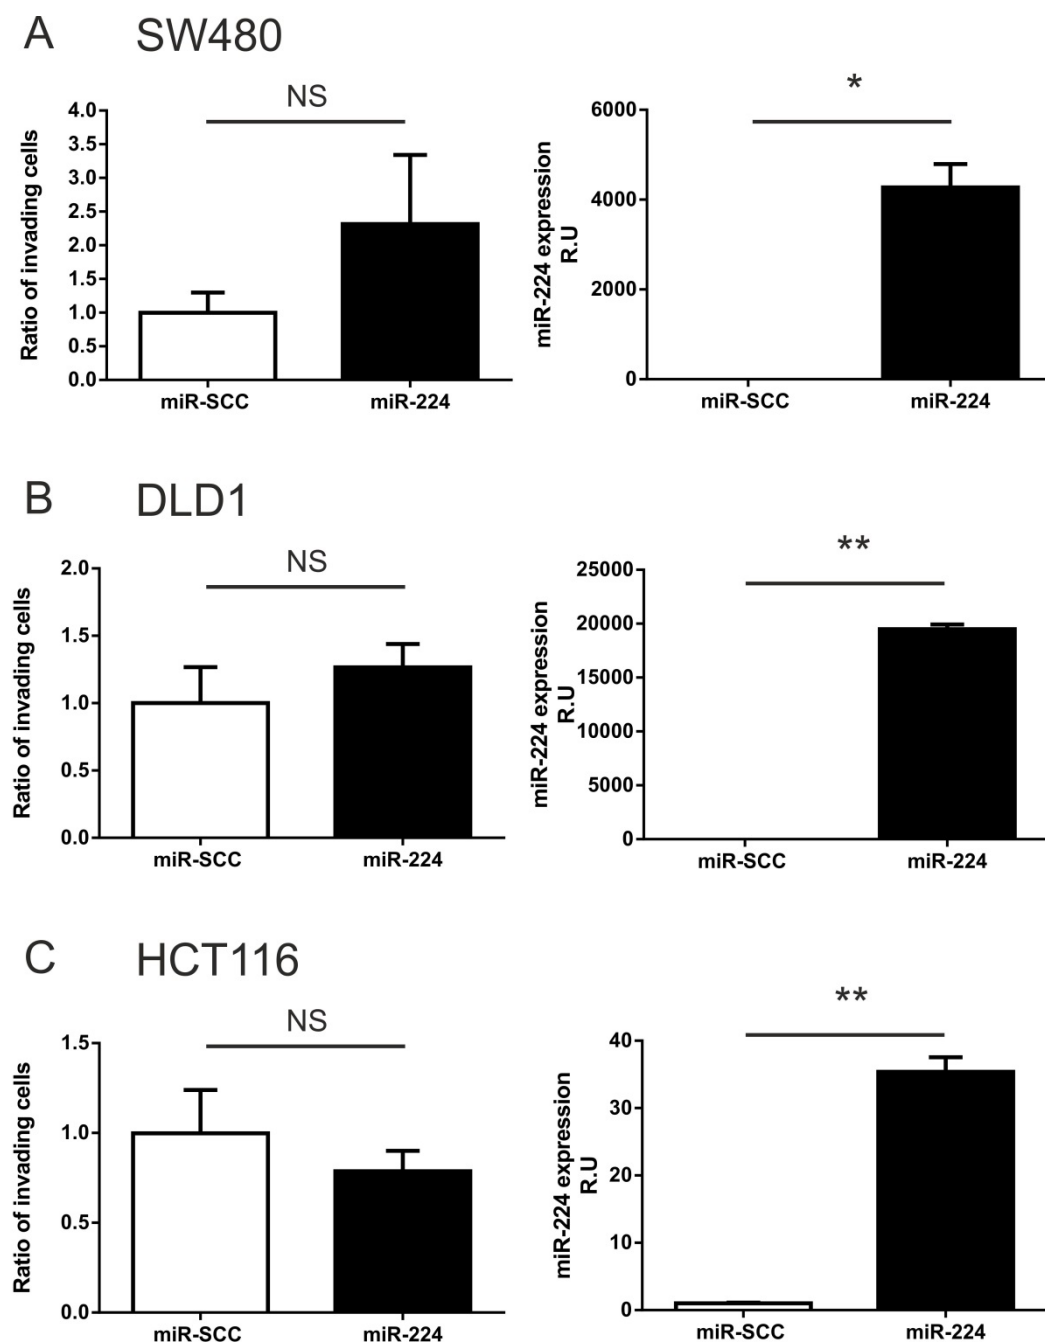 A SW480
NS
4.0
3.5
3.0
2.5
2.0
1.5
1.0
0.5
0.0
Ratio of invading cells
miR-SCC miR-224
*
6000
4000
2000
0
miR-224 expression
R.U
miR-SCC miR-224
B DLD1
NS
2.0
1.5
1.0
0.5
0.0
Ratio of invading cells
miR-SCC miR-224
**
25000
20000
15000
10000
5000
0
miR-224 expression
R.U
miR-SCC miR-224
C HCT116
NS
1.5
1.0
0.5
0.0
Ratio of invading cells
miR-SCC miR-224
**
40
30
20
10
0
miR-224 expression
R.U
miR-SCC miR-224